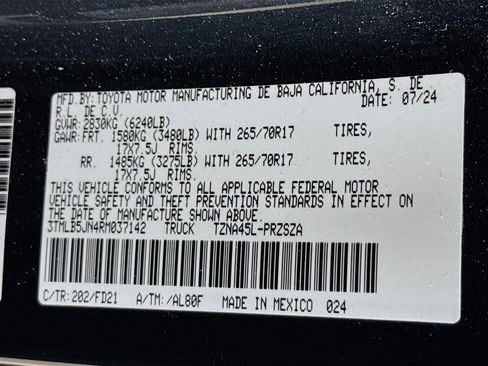 MFD.BY:TOYOTA MOTOR MANUFACTURING DE BAJA CALIFORNIA, S. DE
R.L. DE C.V. DATE: 07/24
GVWR:2830KG (6240LB)
GAWR:FRT. 1580KG (3480LB) WITH 265/70R17 TIRES,
17X7.5J RIMS.
RR. 1485KG (3275LB) WITH 265/70R17 TIRES,
17X7.5J RIMS.
THIS VEHICLE CONFORMS TO ALL APPLICABLE FEDERAL MOTOR
VEHICLE SAFETY AND THEFT PREVENTION STANDARDS IN EFFECT ON
THE DATE OF MANUFACTURE SHOWN ABOVE.
3TMLB5JN4RM037142 TRUCK TZNA45L-PRZSZA
C/TR:202/FD21 A/TM:/AL80F MADE IN MEXICO 024